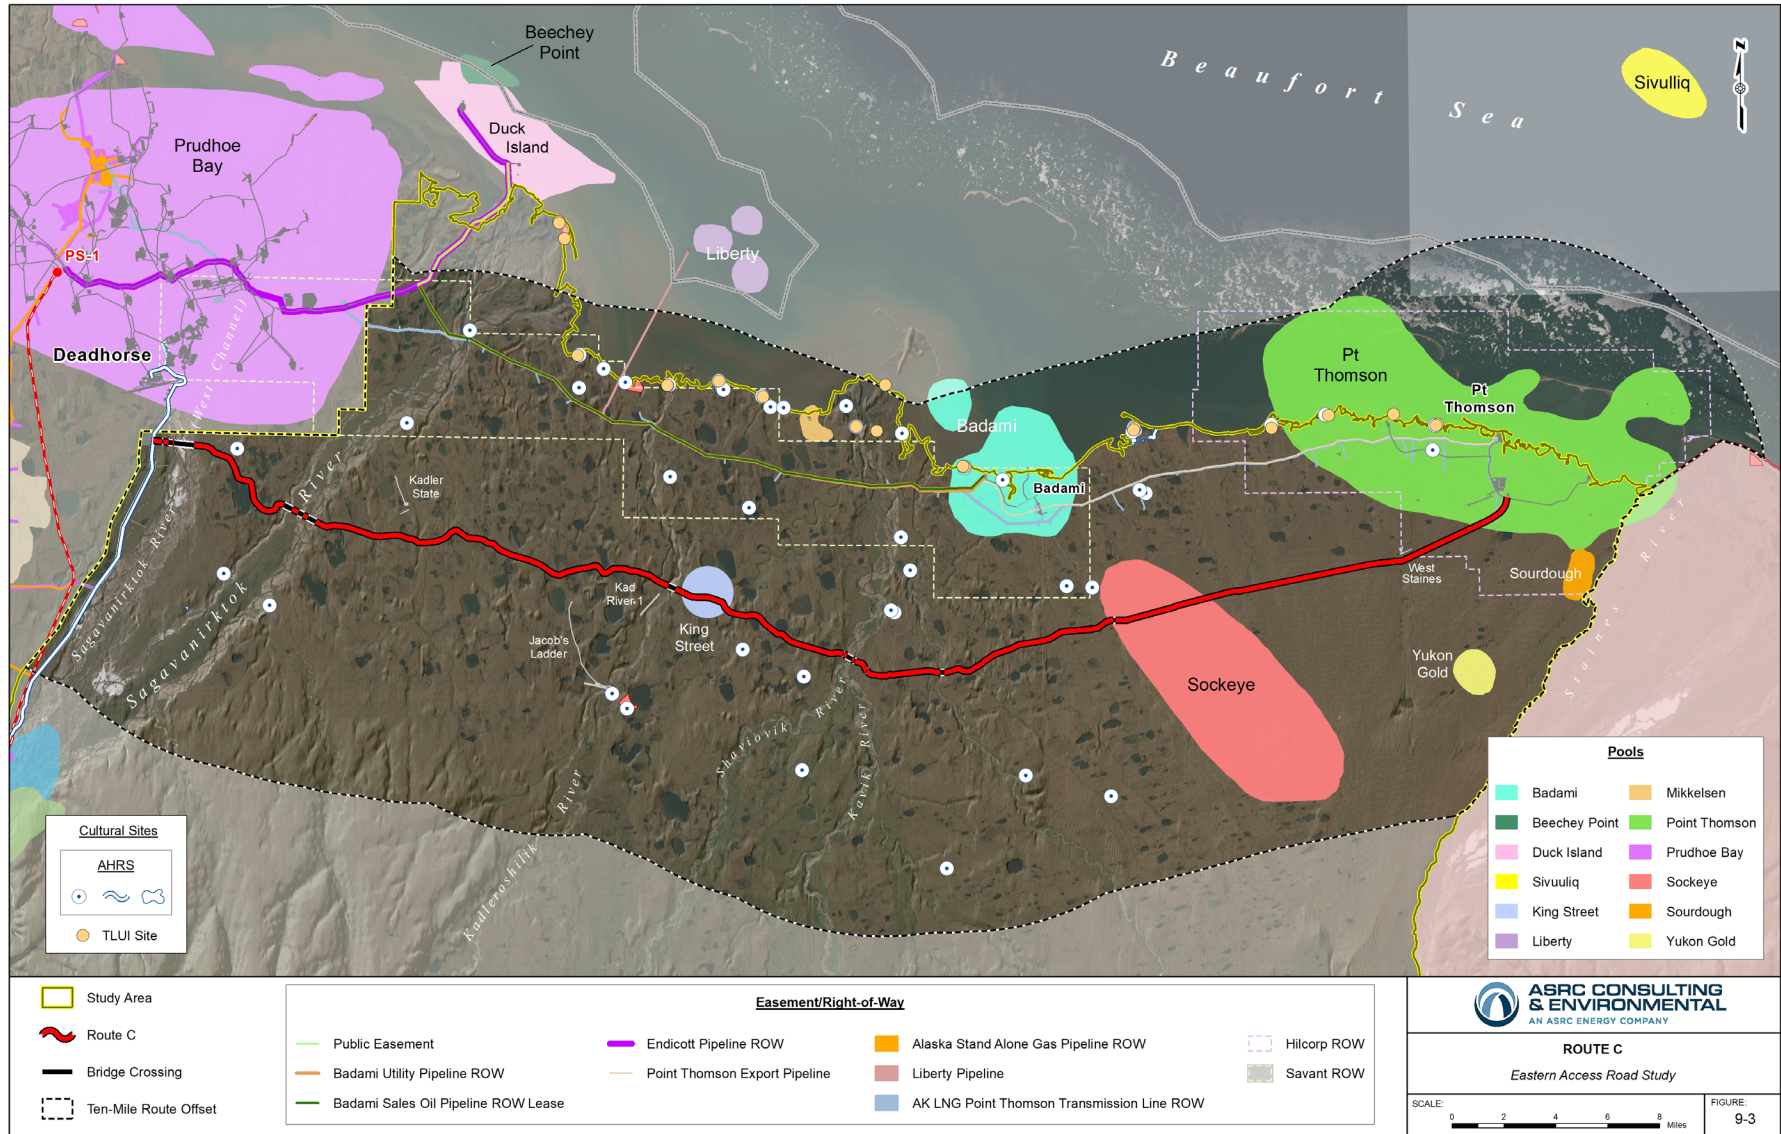 Beechey
Point
Beaufort Sea
Sivulliq
Z
Prudhoe
Bay
Duck
Island
PS-1
Liberty
(West Channel)
Deadhorse
Pt
Thomson
Pt
Thomson
Badami
Badami
River
Kadler
State
Sagavanirktok River
Sagavanirktok
Kad
River-1
King
Street
Jacob's
Ladder
West
Staines
Sourdough
Staines River
Yukon
Gold
Sockeye
Shaviovik River
Kavik River
Kadleroshilik River
Cultural Sites
AHRS
TLUI Site
Pools
Badami
Beechey Point
Duck Island
Sivuuliq
King Street
Liberty
Mikkelsen
Point Thomson
Prudhoe Bay
Sockeye
Sourdough
Yukon Gold
Study Area
Route C
Bridge Crossing
Ten-Mile Route Offset
Easement/Right-of-Way
Public Easement
Badami Utility Pipeline ROW
Badami Sales Oil Pipeline ROW Lease
Endicott Pipeline ROW
Point Thomson Export Pipeline
Alaska Stand Alone Gas Pipeline ROW
Liberty Pipeline
AK LNG Point Thomson Transmission Line ROW
Hilcorp ROW
Savant ROW
ASRC CONSULTING
& ENVIRONMENTAL
AN ASRC ENERGY COMPANY
ROUTE C
Eastern Access Road Study
SCALE:
0 2 4 6 8
Miles
FIGURE:
9-3